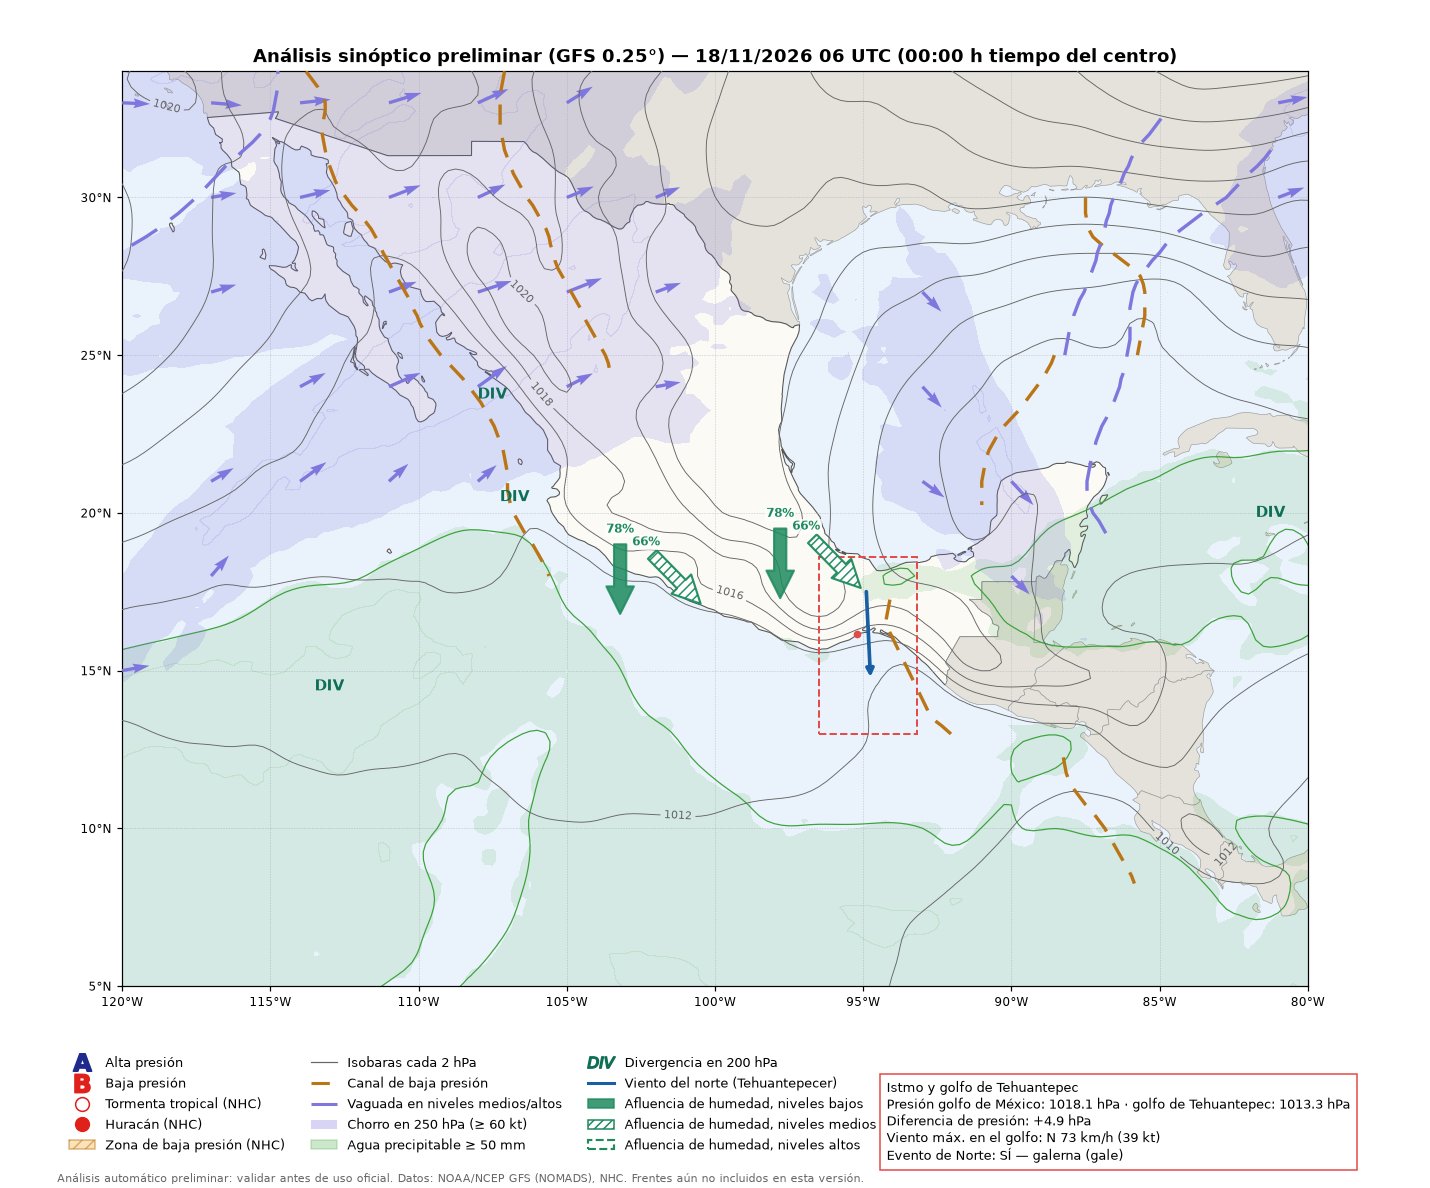 Análisis sinóptico preliminar (GFS 0.25°) — 18/11/2026 06 UTC (00:00 h tiempo del centro)
1020
30°N
1020
25°N
DIV
1018
DIV
20°N
DIV
78%
66%
78%
66%
1016
15°N
DIV
1012
10°N
1010
1012
5°N
120°W
115°W
110°W
105°W
100°W
95°W
90°W
85°W
80°W
A Alta presión
B Baja presión
Tormenta tropical (NHC)
Huracán (NHC)
Zona de baja presión (NHC)
Isobaras cada 2 hPa
Canal de baja presión
Vaguada en niveles medios/altos
Chorro en 250 hPa (≥ 60 kt)
Agua precipitable ≥ 50 mm
DIV Divergencia en 200 hPa
Viento del norte (Tehuantepecer)
Afluencia de humedad, niveles bajos
Afluencia de humedad, niveles medios
Afluencia de humedad, niveles altos
Istmo y golfo de Tehuantepec
Presión golfo de México: 1018.1 hPa · golfo de Tehuantepec: 1013.3 hPa
Diferencia de presión: +4.9 hPa
Viento máx. en el golfo: N 73 km/h (39 kt)
Evento de Norte: SÍ — galerna (gale)
Análisis automático preliminar: validar antes de uso oficial. Datos: NOAA/NCEP GFS (NOMADS), NHC. Frentes aún no incluidos en esta versión.